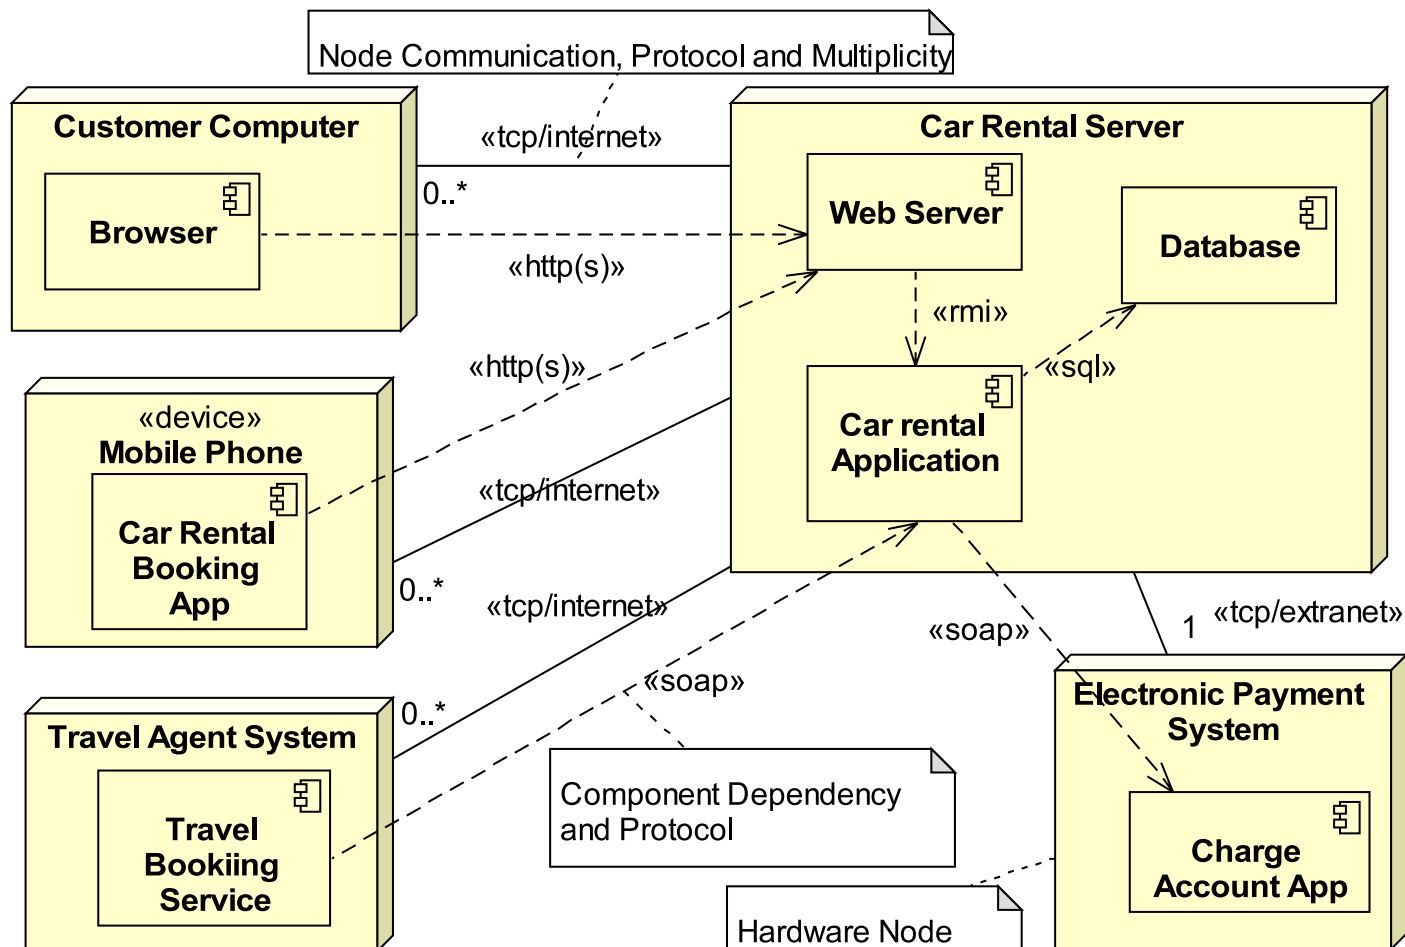 Node Communication, Protocol and Multiplicity
Customer Computer
Browser
«tcp/internet»
0..*
«http(s)»
Car Rental Server
Web Server
Database
«rmi»
«sql»
Car rental
Application
«http(s)»
«device»
Mobile Phone
Car Rental
Booking
App
«tcp/internet»
0..*
«tcp/internet»
0..*
«soap»
Travel Agent System
Travel
Bookiing
Service
«soap»
1
«tcp/extranet»
Electronic Payment
System
Charge
Account App
Component Dependency
and Protocol
Hardware Node